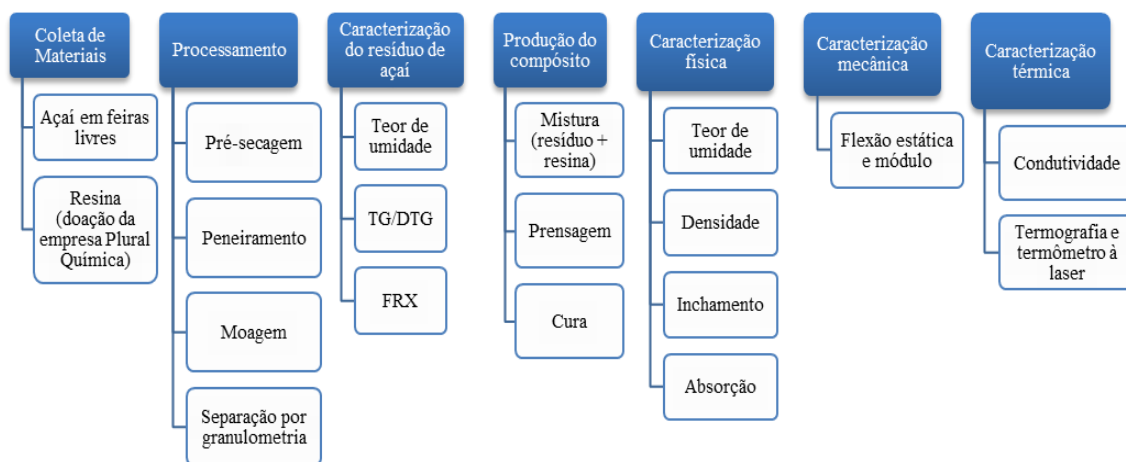 Coleta de
Materiais
Açaí em feiras
livres
Resina
(doação da
empresa Plural
Química)
Processamento
Pré-secagem
Peneiramento
Moagem
Separação por
granulometria
Caracterização
do resíduo de
açaí
Teor de
umidade
TG/DTG
FRX
Produção do
compósito
Mistura
(resíduo +
resina)
Prensagem
Cura
Caracterização
física
Teor de
umidade
Densidade
Inchamento
Absorção
Caracterização
mecânica
Flexão estática
e módulo
Caracterização
térmica
Condutividade
Termografia e
termômetro à
laser